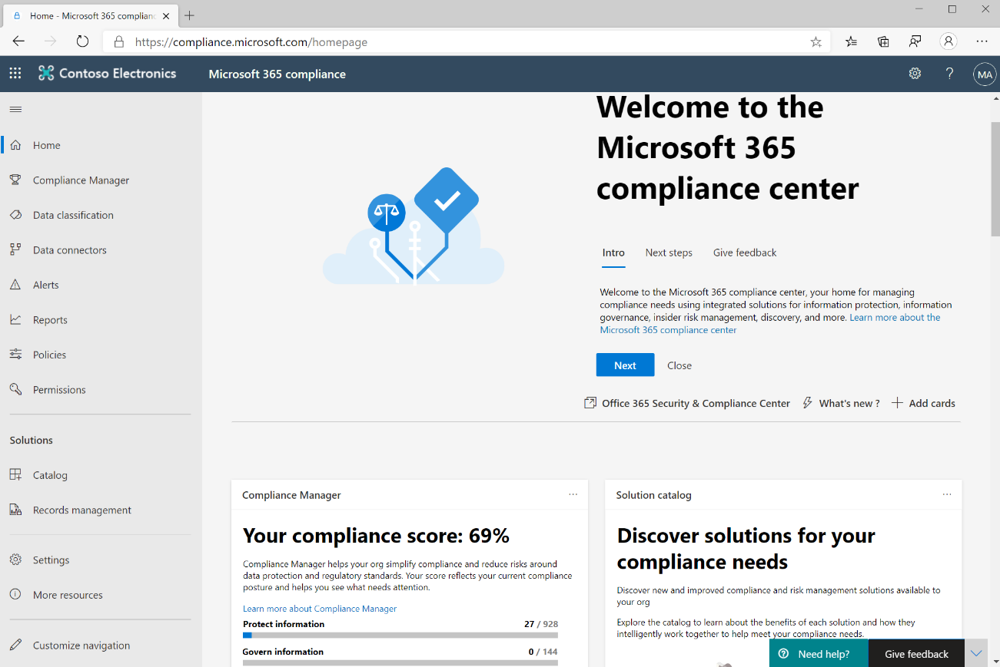 Home - Microsoft 365 complianc
https://compliance.microsoft.com/homepage
Contoso Electronics
Microsoft 365 compliance
MA
Home
Compliance Manager
Data classification
Data connectors
Alerts
Reports
Policies
Permissions
Solutions
Catalog
Records management
Settings
More resources
Customize navigation
Welcome to the
Microsoft 365
compliance center
Intro Next steps Give feedback
Welcome to the Microsoft 365 compliance center, your home for managing
compliance needs using integrated solutions for information protection, information
governance, insider risk management, discovery, and more. Learn more about the
Microsoft 365 compliance center
Next Close
Office 365 Security & Compliance Center What's new ? Add cards
Compliance Manager
Your compliance score: 69%
Compliance Manager helps your org simplify compliance and reduce risks around
data protection and regulatory standards. Your score reflects your current compliance
posture and helps you see what needs attention.
Learn more about Compliance Manager
Protect information 27 / 928
Govern information 0 / 144
Solution catalog
Discover solutions for your
compliance needs
Discover new and improved compliance and risk management solutions available to
your org
Explore the catalog to learn about the benefits of each solution and how they
intelligently work together to help meet your compliance needs.
Need help? Give feedback